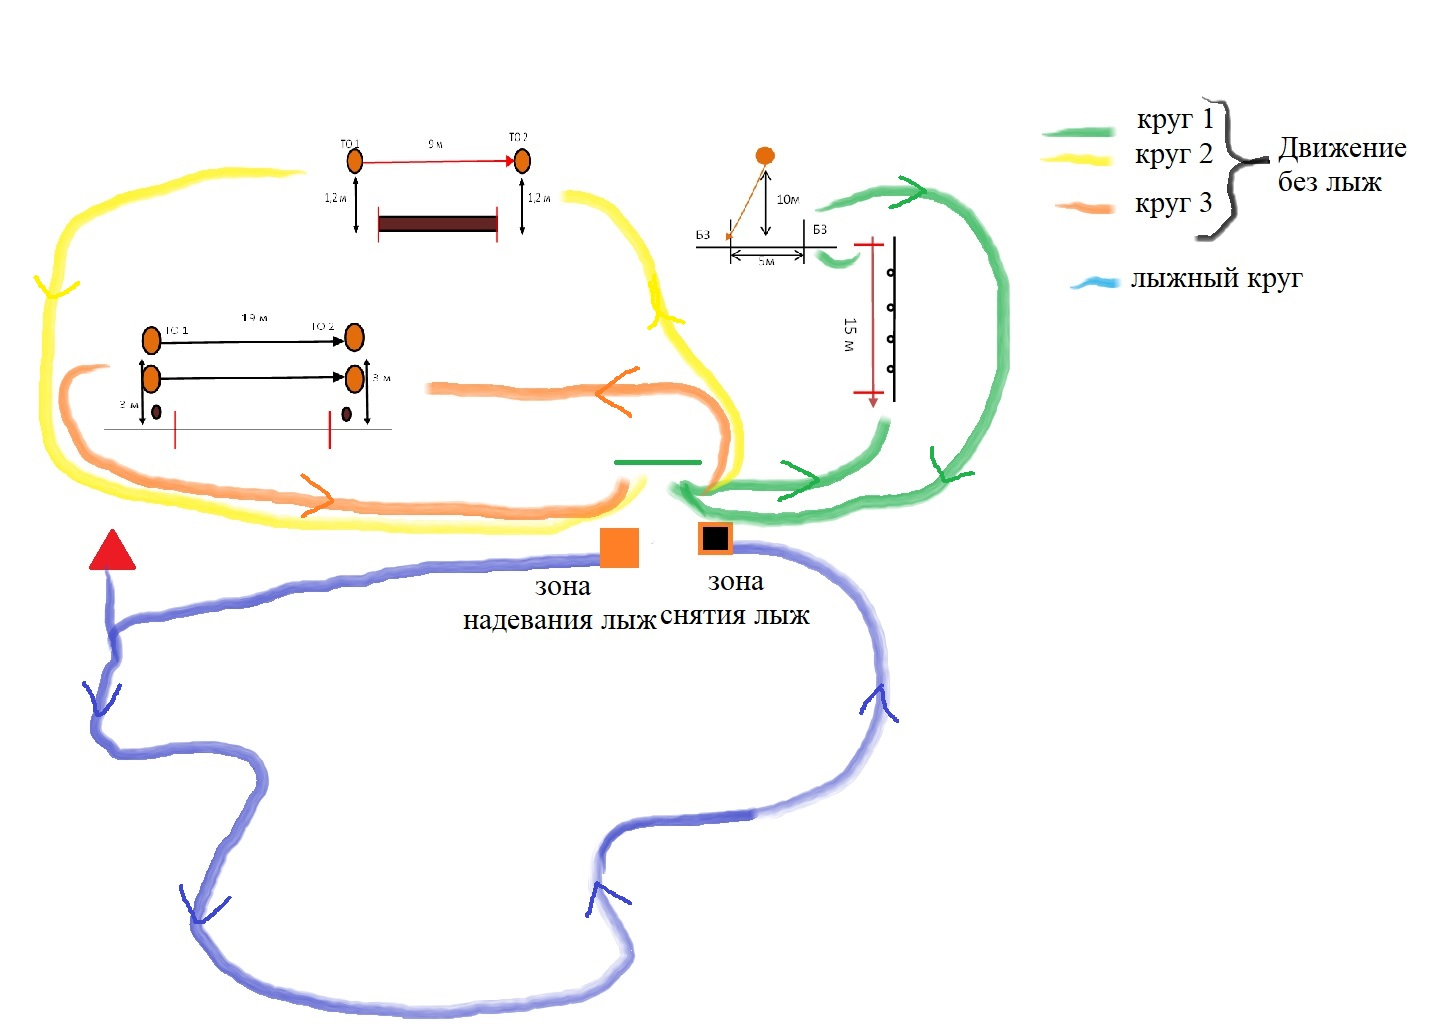 ТО 1
9 м
ТО 2
1,2 м
1,2 м
10м
БЗ
БЗ
5м
15 м
19 м
ТО 1
ТО 2
3 м
3 м
круг 1
круг 2
круг 3
Движение
без лыж
лыжный круг
зона
надевания лыж
зона
снятия лыж